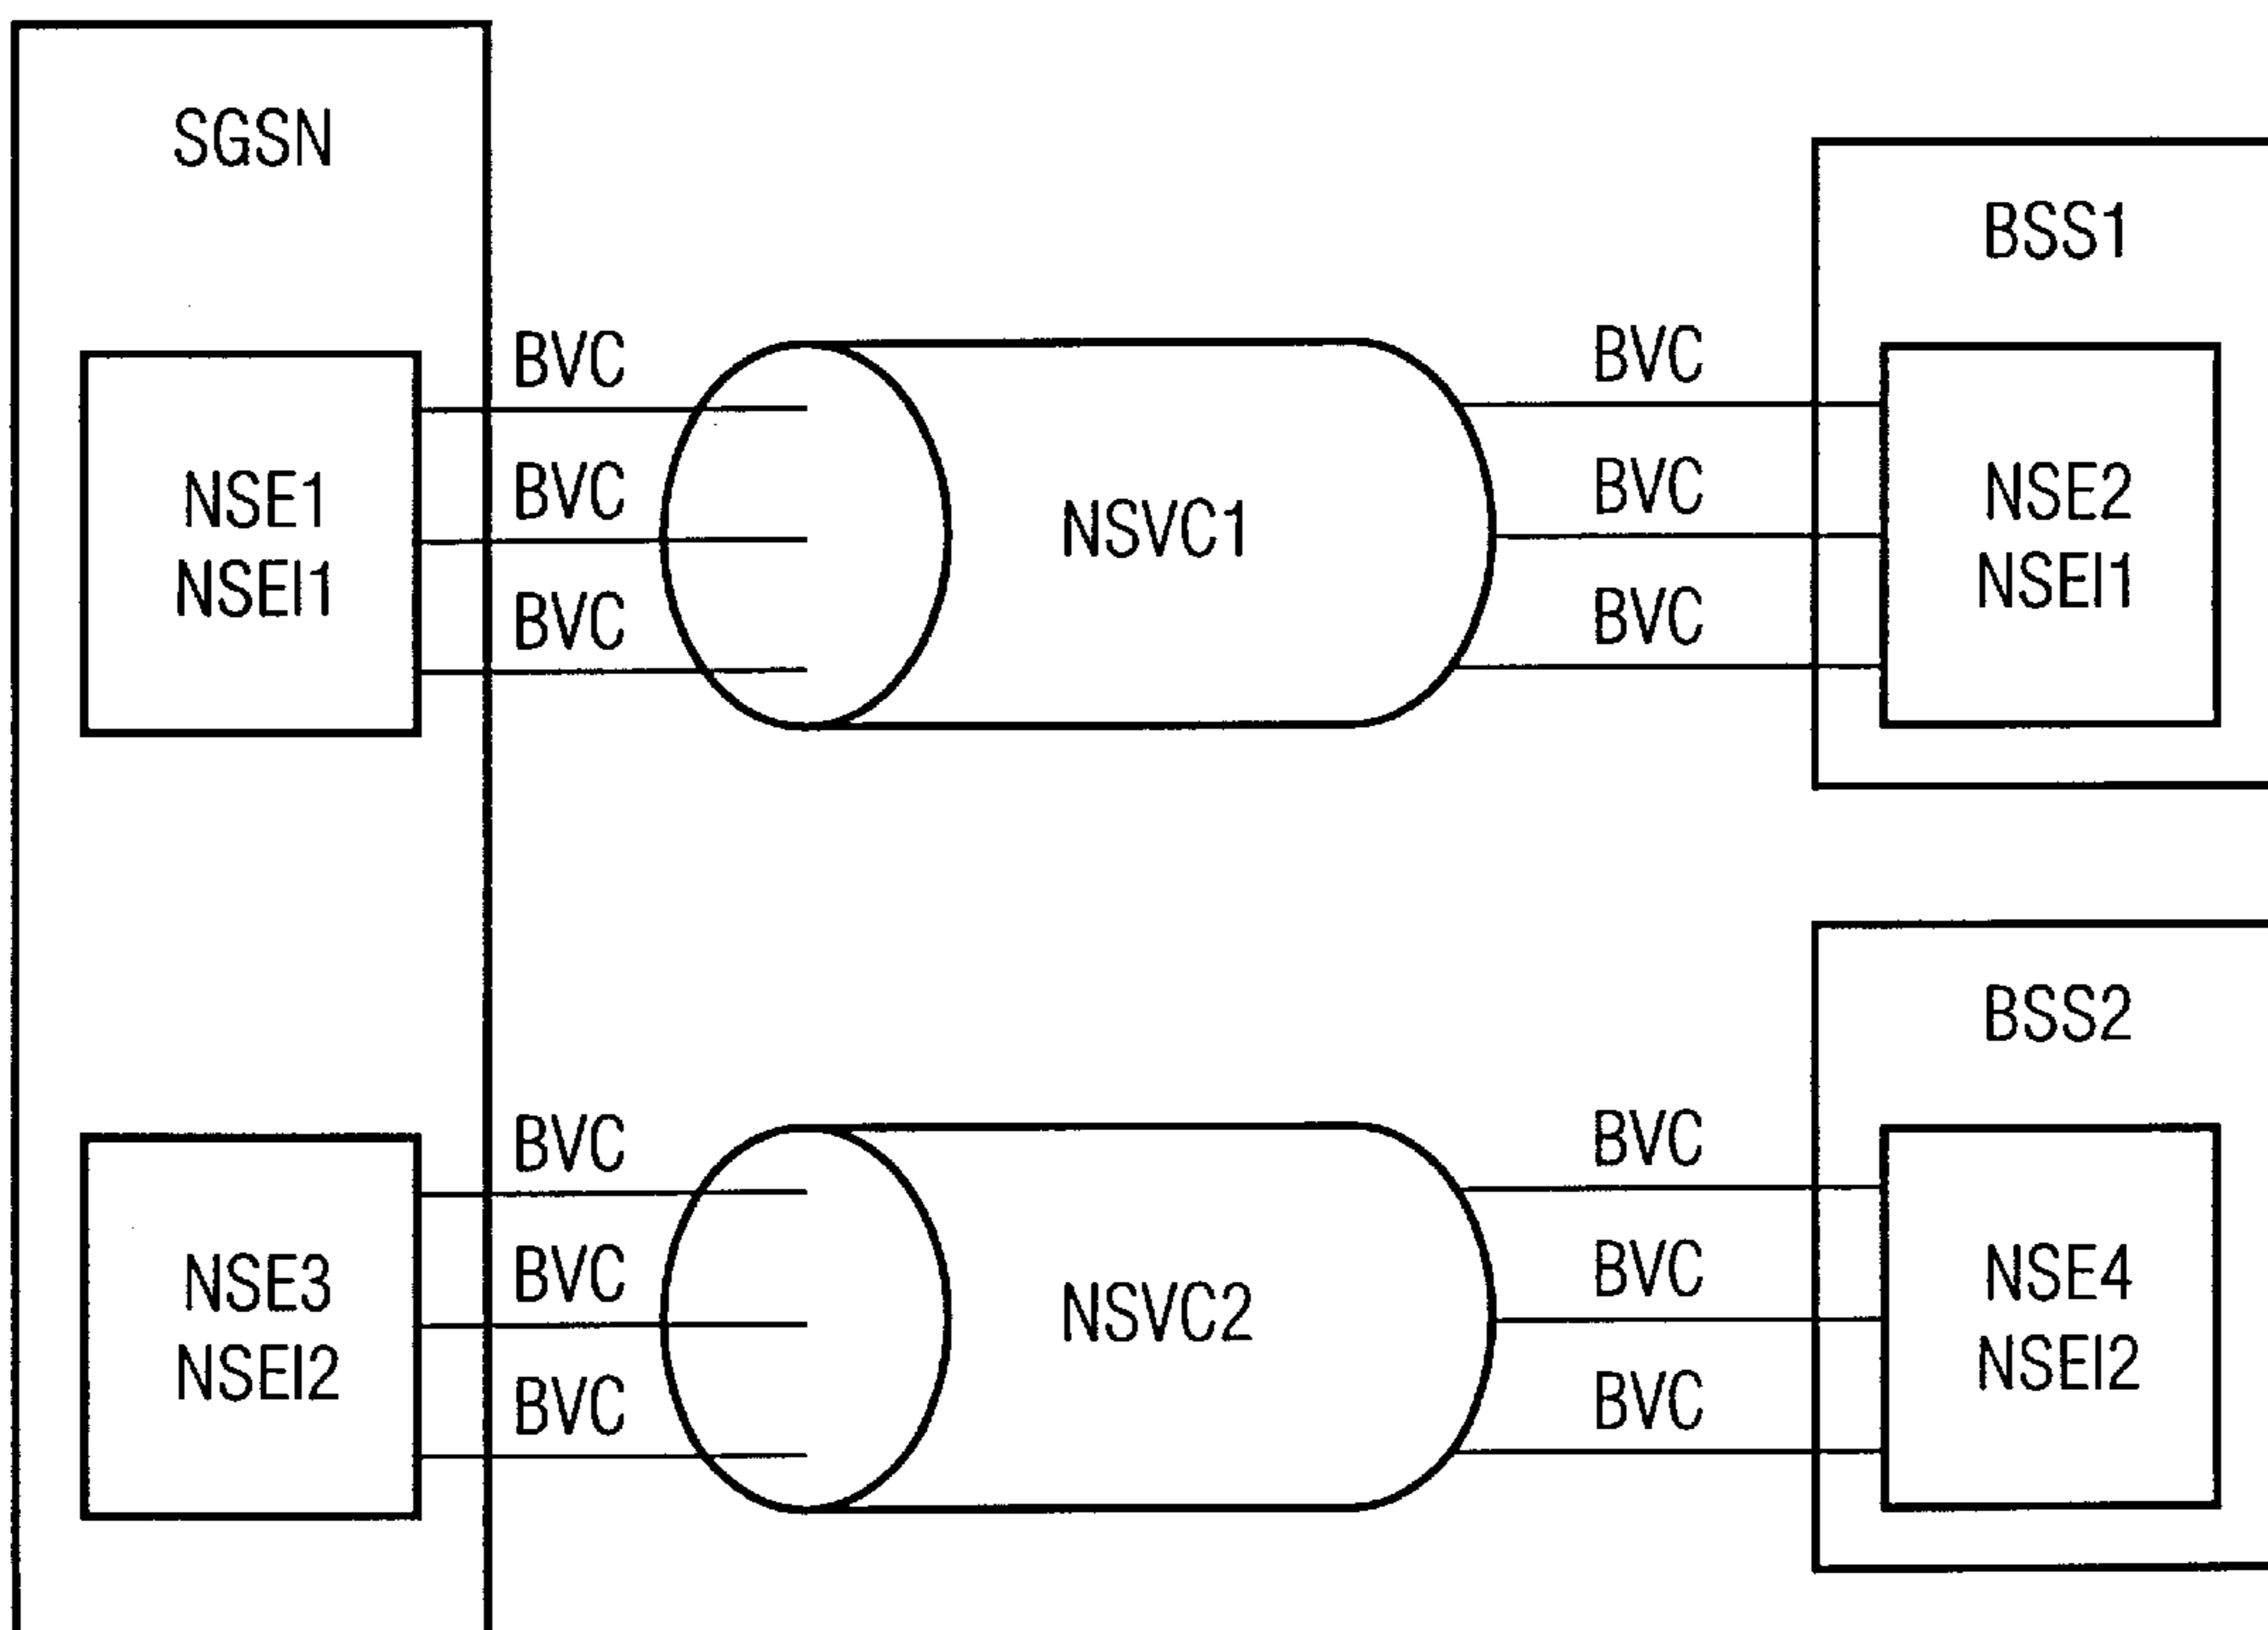 SGSN
BSS1
BVC
BVC
BVC
BVC
BVC
BVC
NSE1
NSEI1
NSVC1
NSE2
NSEI1
BSS2
BVC
BVC
BVC
BVC
BVC
BVC
NSE3
NSEI2
NSVC2
NSE4
NSEI2